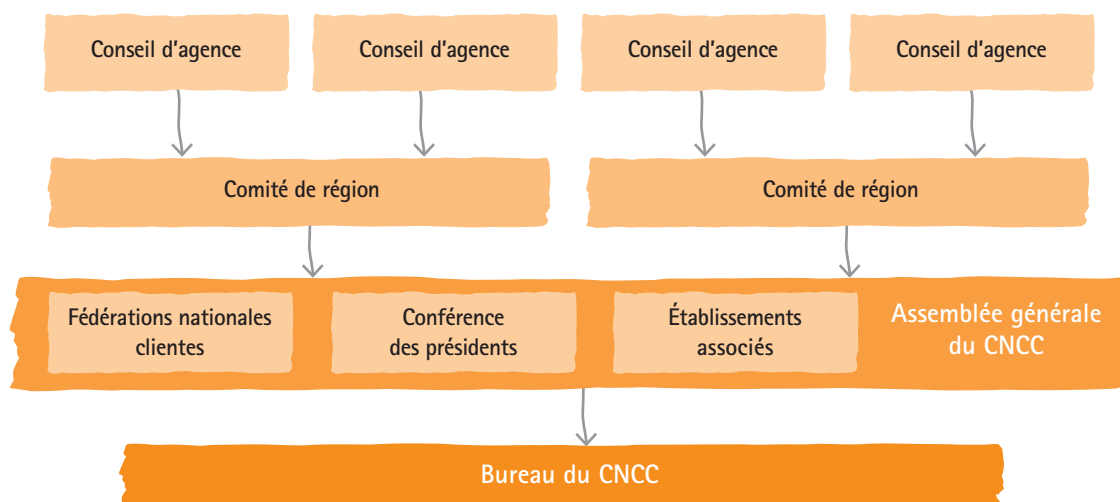 Conseil d'agence
Conseil d'agence
Conseil d'agence
Conseil d'agence
Comité de région
Comité de région
Fédérations nationales
clientes
Conférence
des présidents
Établissements
associés
Assemblée générale
du CNCC
Bureau du CNCC